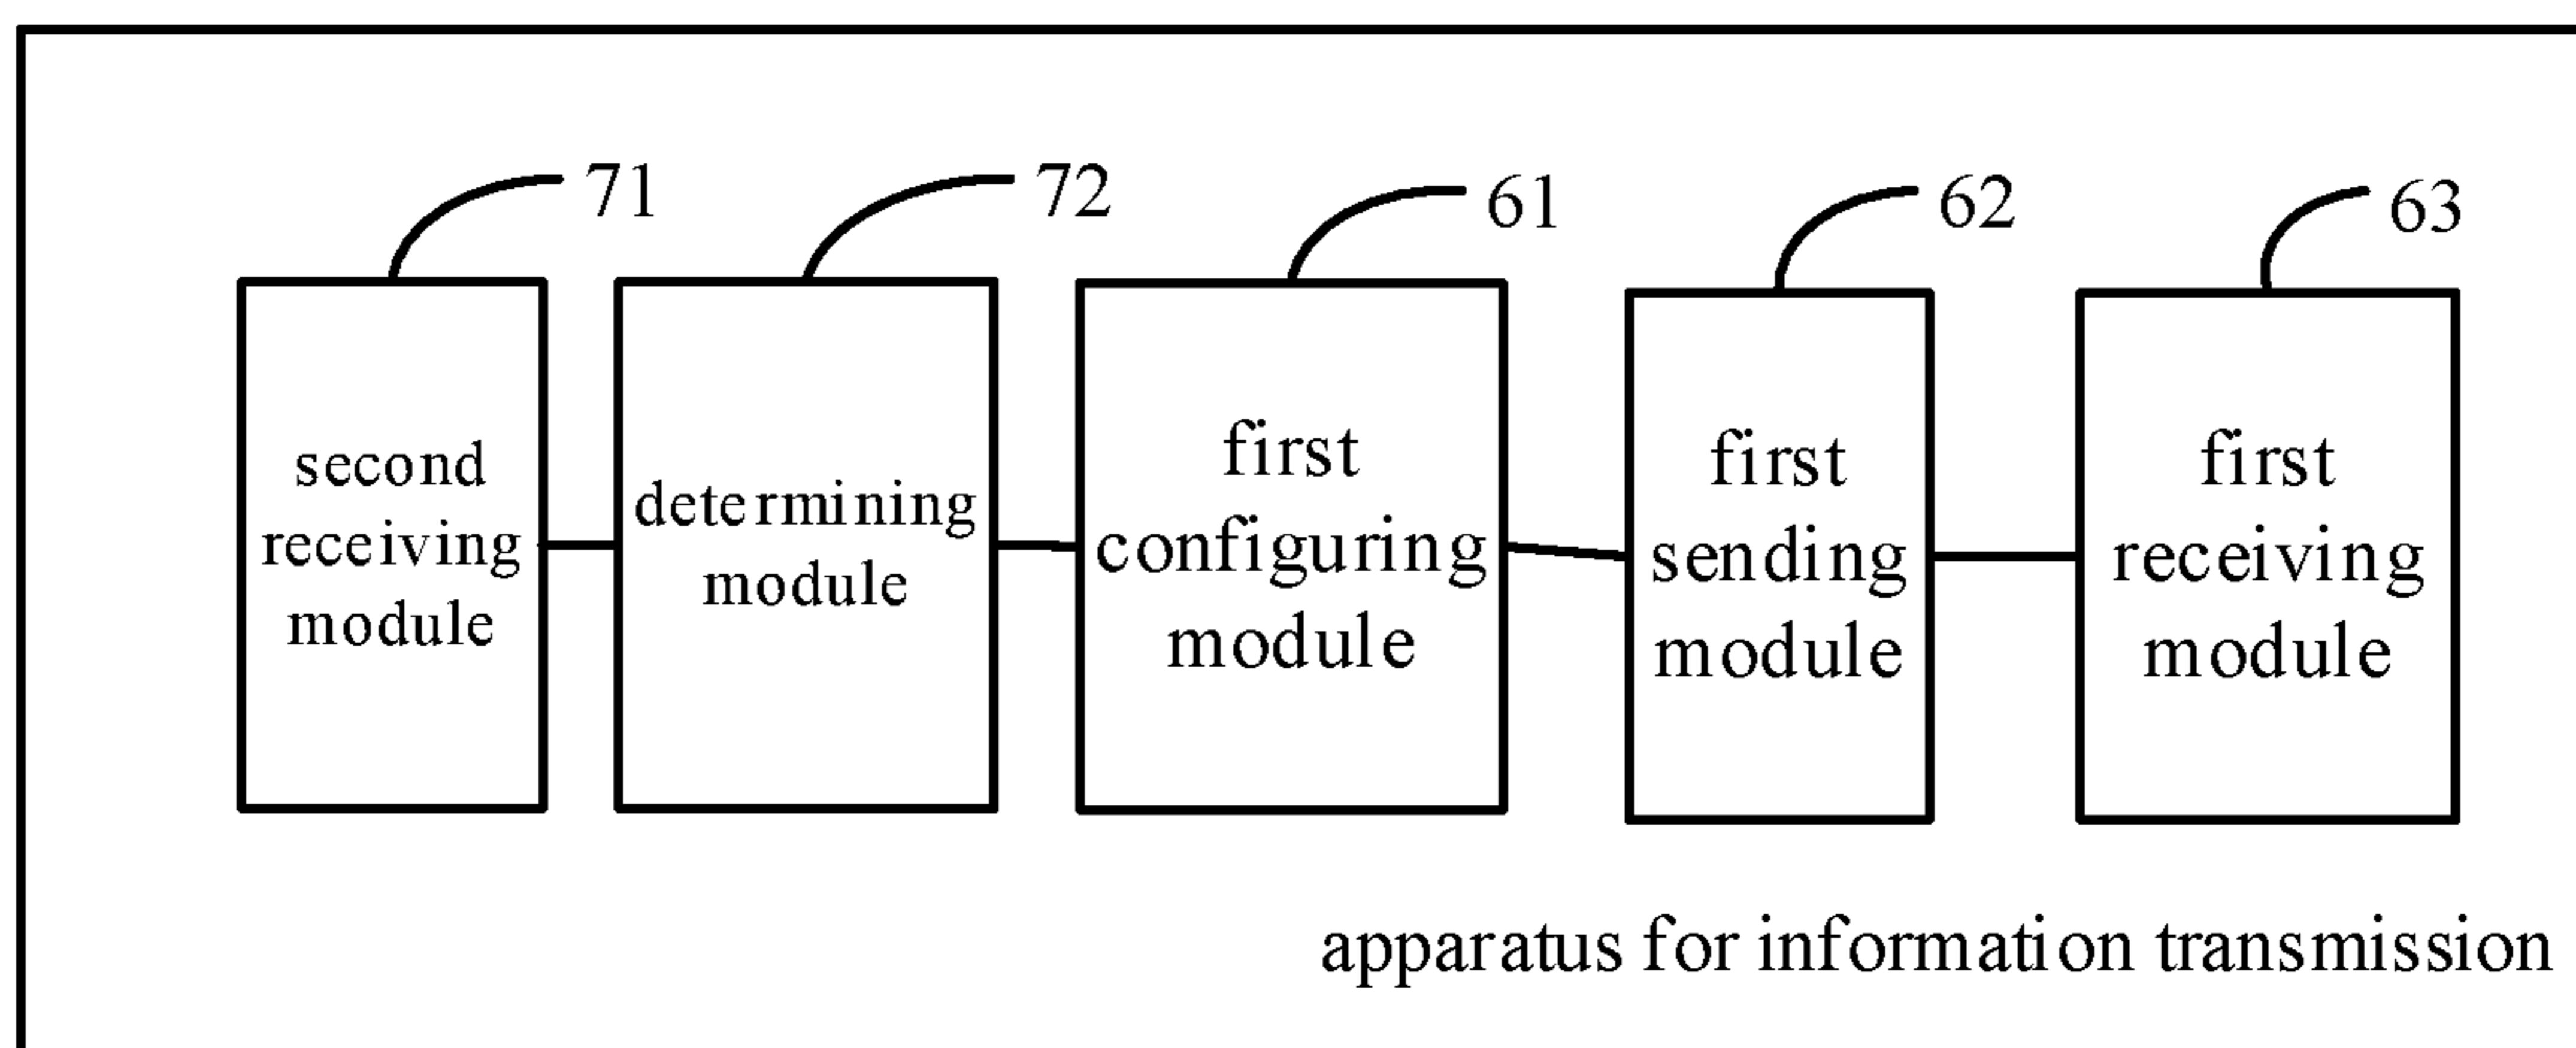 71
72
61
62
63
second
receiving
module
determining
module
first
configuring
module
first
sending
module
first
receiving
module
apparatus for information transmission